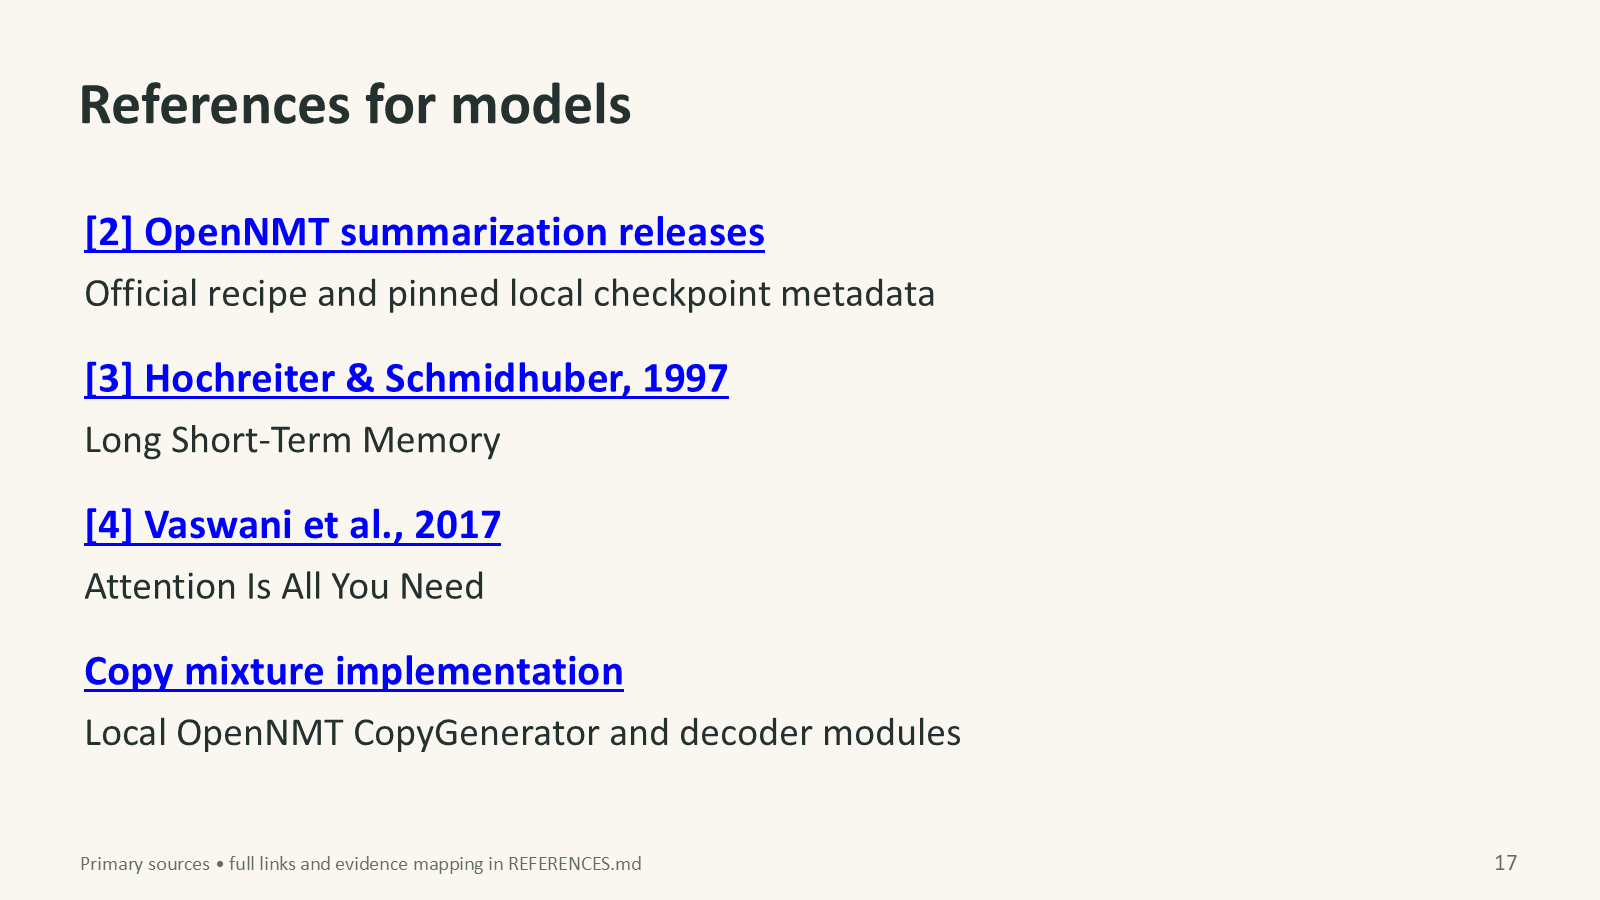 References for models
[2] OpenNMT summarization releases
Official recipe and pinned local checkpoint metadata
[3] Hochreiter & Schmidhuber, 1997
Long Short-Term Memory
[4] Vaswani et al., 2017
Attention Is All You Need
Copy mixture implementation
Local OpenNMT CopyGenerator and decoder modules
Primary sources • full links and evidence mapping in REFERENCES.md
17